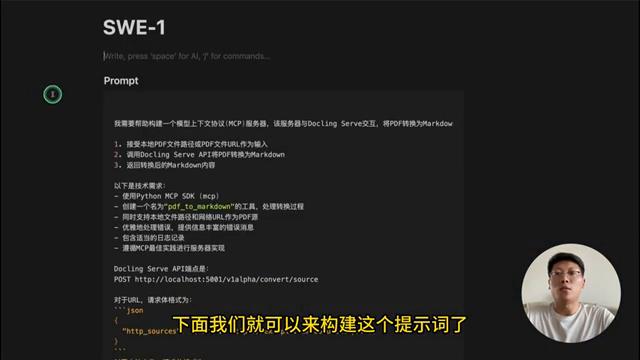 SWE-1
Write, press 'space' for AI, '/' for commands...
Prompt
我需要帮助构建一个模型上下文协议(MCP)服务器，该服务器与Docling Serve交互，将PDF转换为Markdow
1. 接受本地PDF文件路径或PDF文件URL作为输入
2. 调用Docling Serve API将PDF转换为Markdown
3. 返回转换后的Markdown内容
以下是技术需求：
- 使用Python MCP SDK (mcp)
- 创建一个名为"pdf_to_markdown"的工具，处理转换过程
- 同时支持本地文件路径和网络URL作为PDF源
- 优雅地处理错误，提供信息丰富的错误消息
- 包含适当的日志记录
- 遵循MCP最佳实践进行服务器实现
Docling Serve API端点是：
POST http://localhost:5001/v1alpha/convert/source
对于URL，请求体格式为：
```json
{
"http_sources"
}
```
下面我们就可以来构建这个提示词了